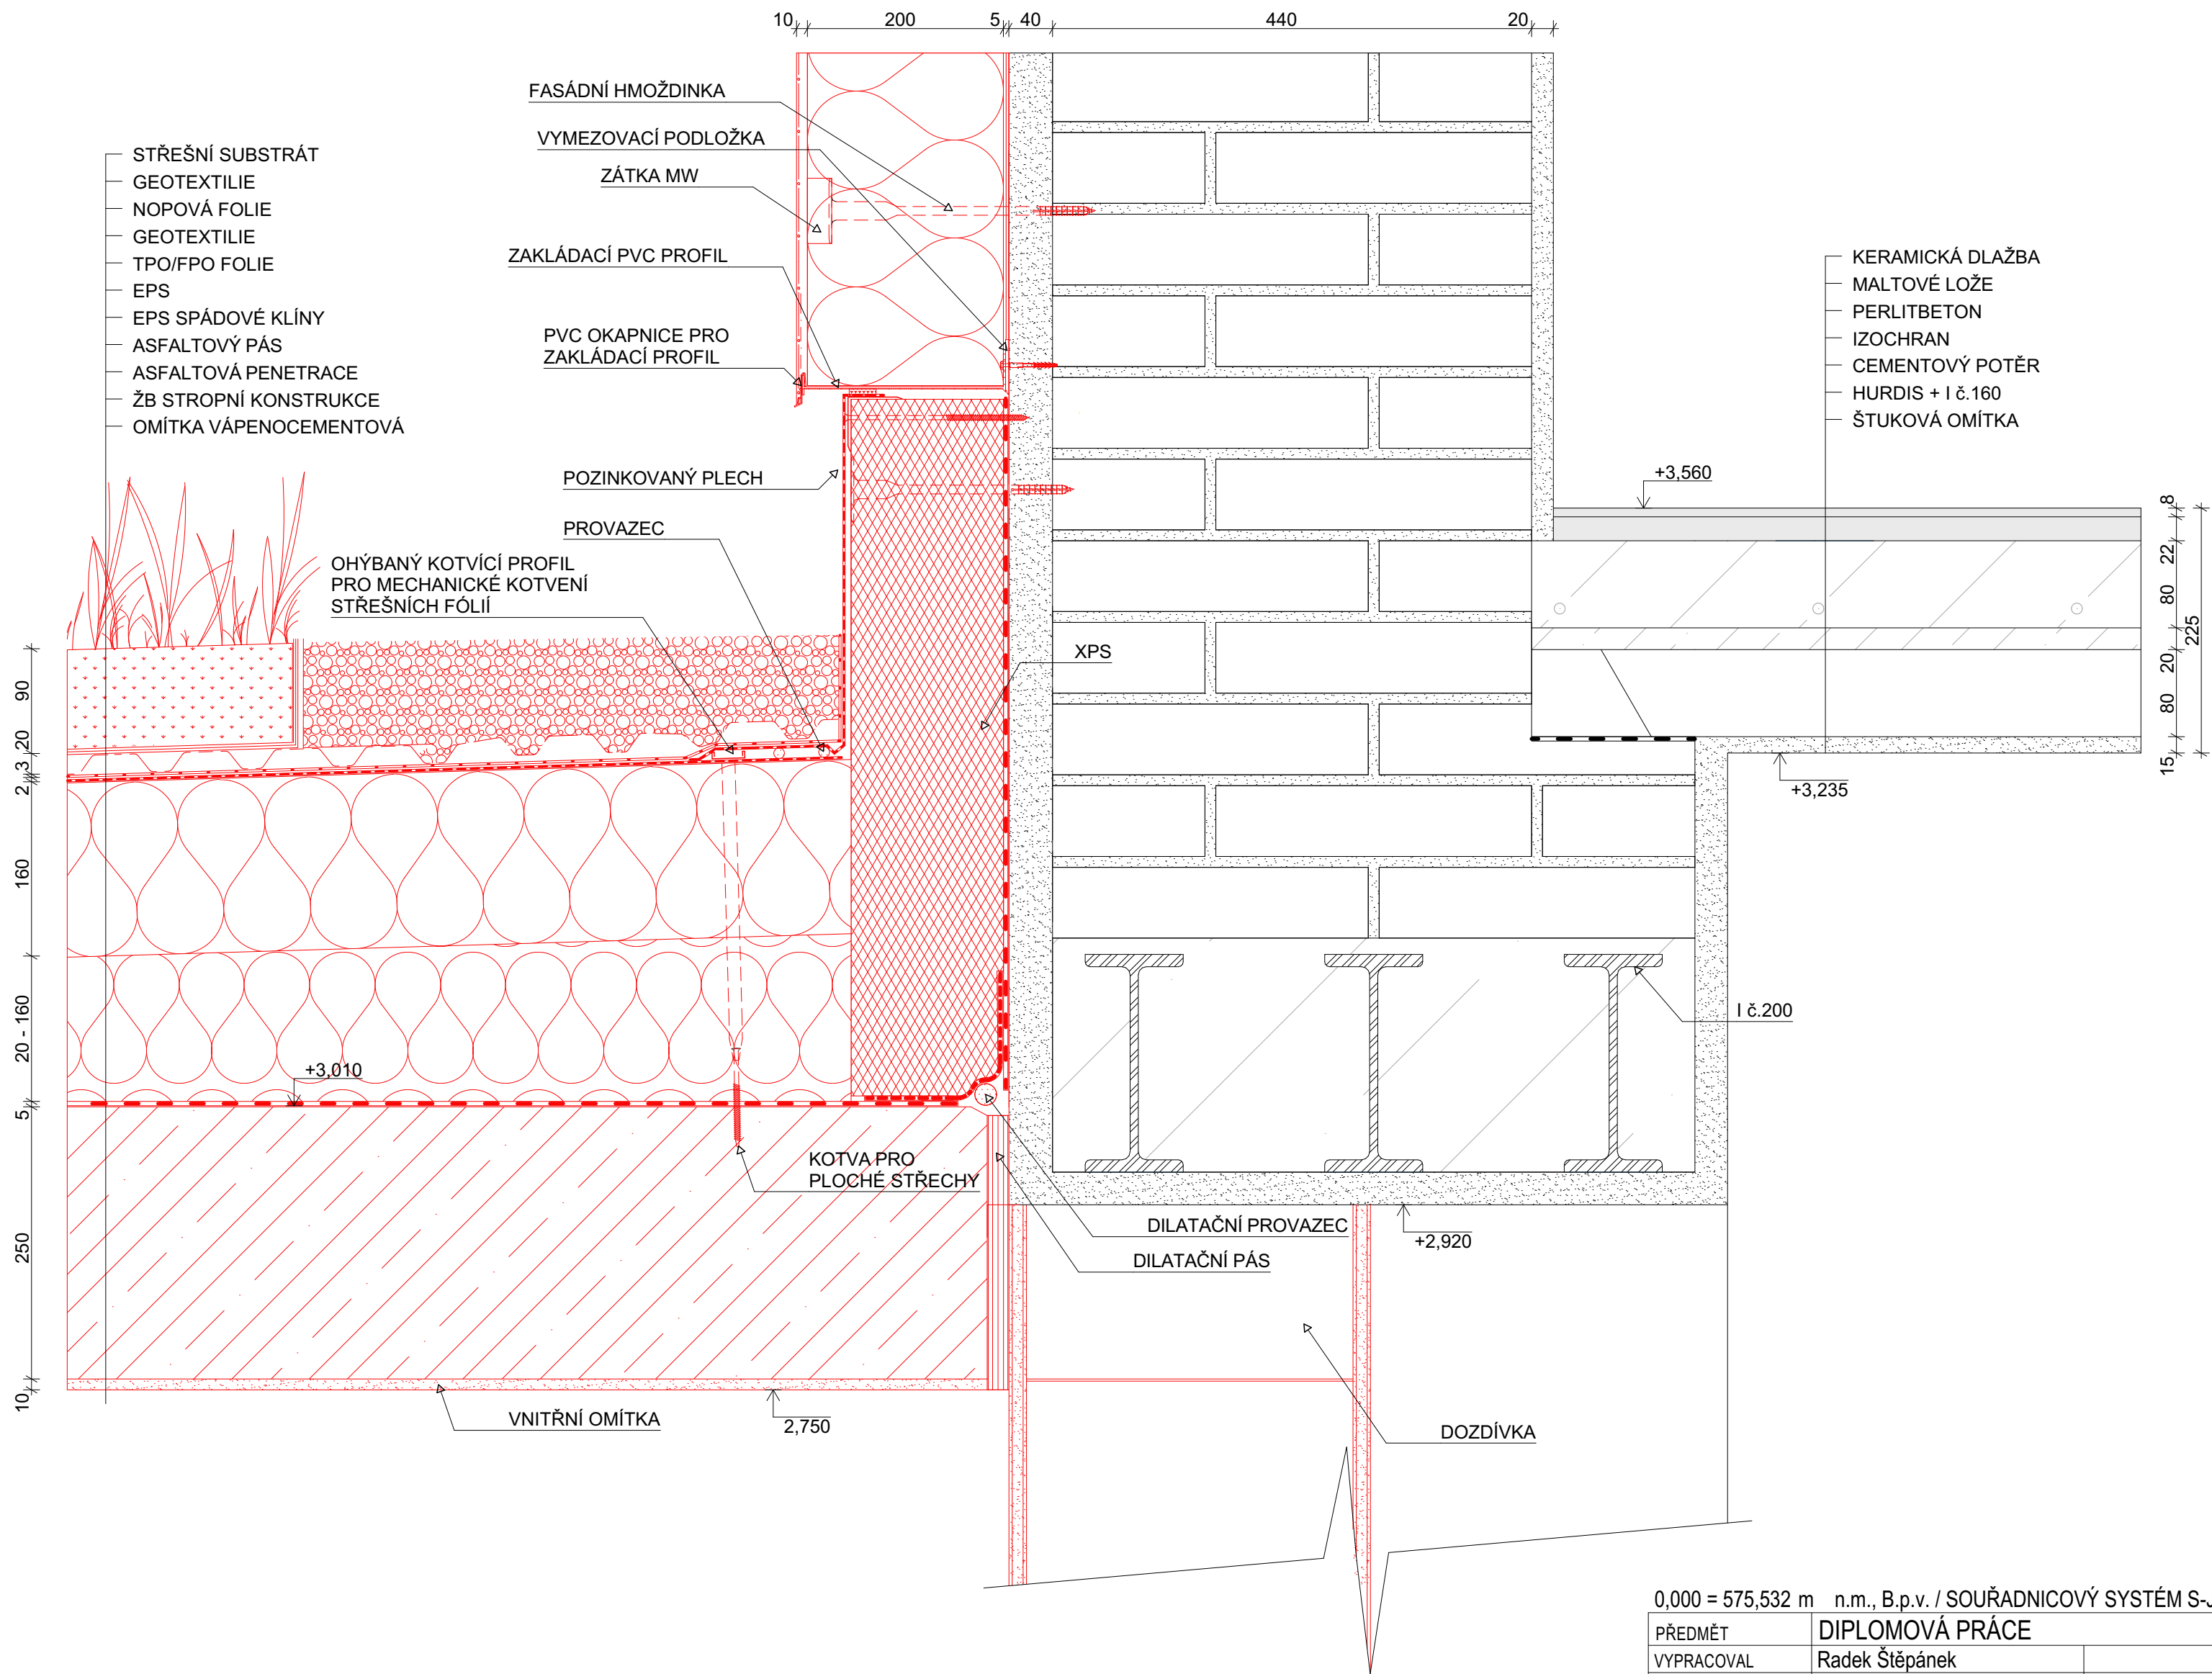 10 200 5 40 440 20
FASÁDNÍ HMOŽDINKA
VYMEZOVACÍ PODLOŽKA
ZÁTKA MW
ZAKLÁDACÍ PVC PROFIL
PVC OKAPNICE PRO
ZAKLÁDACÍ PROFIL
POZINKOVANÝ PLECH
PROVAZEC
OHÝBANÝ KOTVÍCÍ PROFIL
PRO MECHANICKÉ KOTVENÍ
STŘEŠNÍCH FÓLIÍ
STŘEŠNÍ SUBSTRÁT
GEOTEXTILIE
NOPOVÁ FOLIE
GEOTEXTILIE
TPO/FPO FOLIE
EPS
EPS SPÁDOVÉ KLÍNY
ASFALTOVÝ PÁS
ASFALTOVÁ PENETRACE
ŽB STROPNÍ KONSTRUKCE
OMÍTKA VÁPENOCEMENTOVÁ
KERAMICKÁ DLAŽBA
MALTOVÉ LOŽE
PERLITBETON
IZOCHRAN
CEMENTOVÝ POTĚR
HURDIS + I č.160
ŠTUKOVÁ OMÍTKA
+3,560
8
22
80
20
80
15
225
+3,235
XPS
I č.200
90
20
3
2
160
20 - 160
5
250
10
+3,010
KOTVA PRO
PLOCHÉ STŘECHY
DILATAČNÍ PROVAZEC
DILATAČNÍ PÁS
+2,920
VNITŘNÍ OMÍTKA
2,750
DOZDÍVKA
0,000 = 575,532 m n.m., B.p.v. / SOUŘADNICOVÝ SYSTÉM S-J
PŘEDMĚT DIPLOMOVÁ PRÁCE
VYPRACOVAL Radek Štěpánek